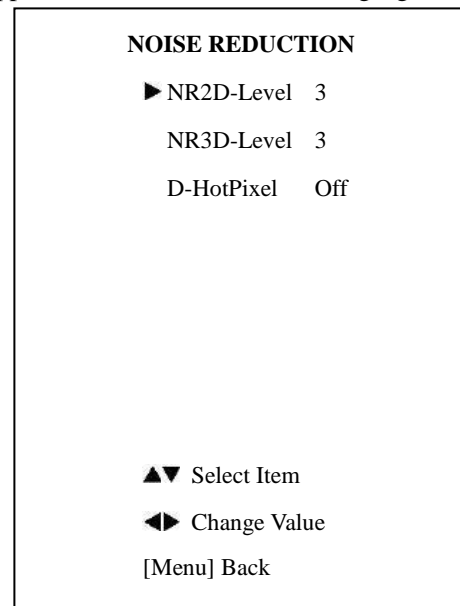 NOISE REDUCTION
▶NR2D-Level 3
NR3D-Level 3
D-HotPixel Off
▲▼ Select Item
◀▶ Change Value
[Menu] Back